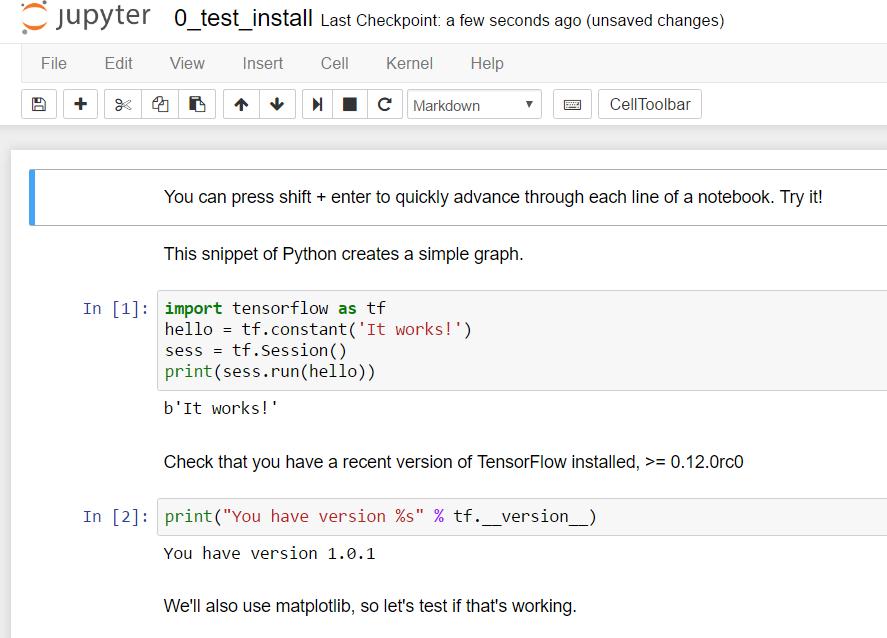 jupyter 0_test_install Last Checkpoint: a few seconds ago (unsaved changes)
File Edit View Insert Cell Kernel Help
Markdown CellToolbar
You can press shift + enter to quickly advance through each line of a notebook. Try it!
This snippet of Python creates a simple graph.
In [1]: import tensorflow as tf
hello = tf.constant('It works!')
sess = tf.Session()
print(sess.run(hello))
b'It works!'
Check that you have a recent version of TensorFlow installed, >= 0.12.0rc0
In [2]: print("You have version %s" % tf.__version__)
You have version 1.0.1
We'll also use matplotlib, so let's test if that's working.